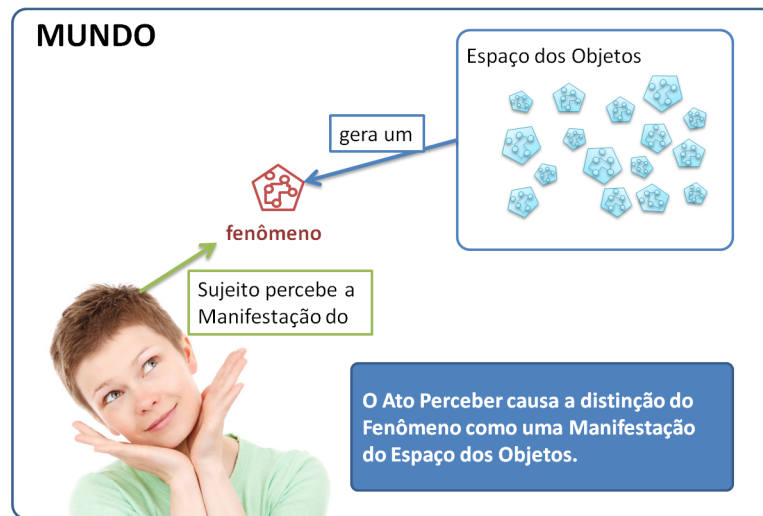 MUNDO
Espaço dos Objetos
gera um
fenômeno
Sujeito percebe a
Manifestação do
O Ato Perceber causa a distinção do
Fenômeno como uma Manifestação
do Espaço dos Objetos.